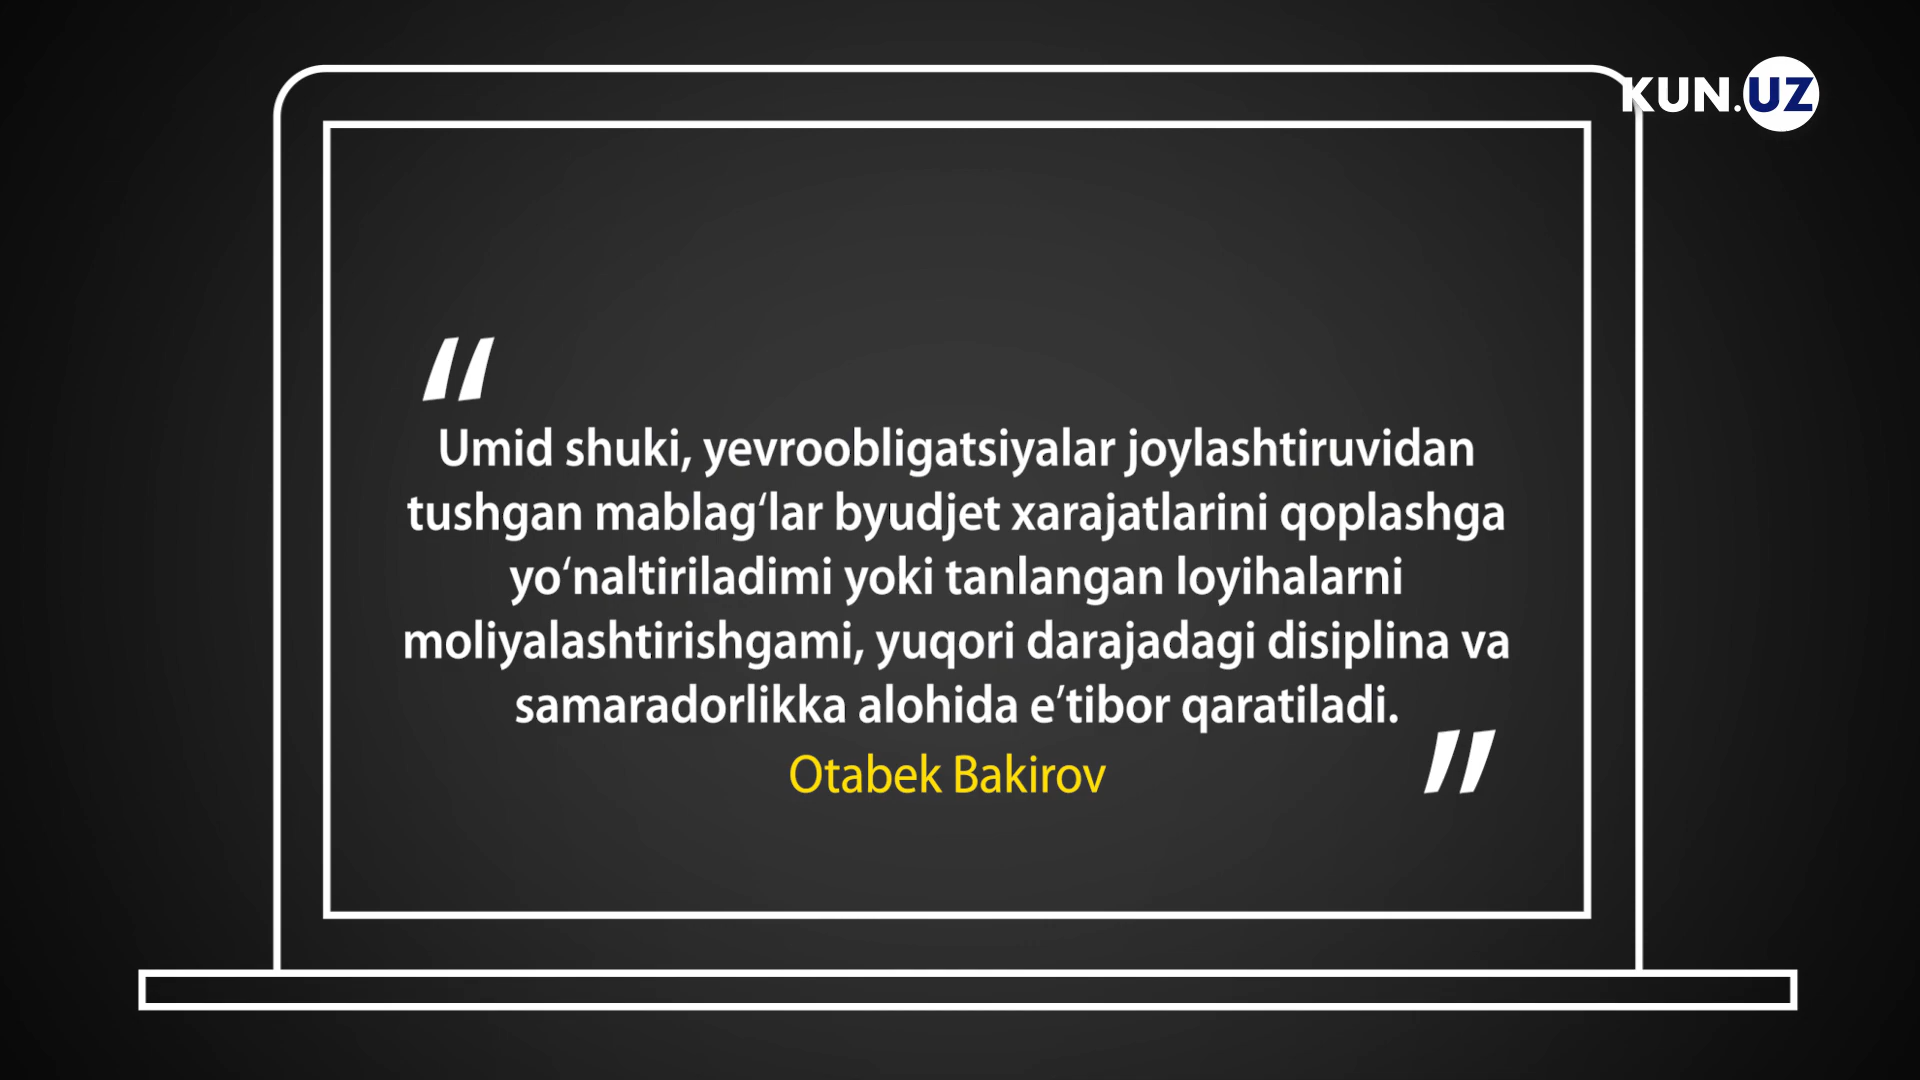 KUN.UZ
“
Umid shuki, yevroobligatsiyalar joylashtiruvidan
tushgan mablag‘lar byudjet xarajatlarini qoplashga
yo‘naltiriladimi yoki tanlangan loyihalarni
moliyalashtirishgami, yuqori darajadagi disiplina va
samaradorlikka alohida e’tibor qaratiladi.
”
Otabek Bakirov